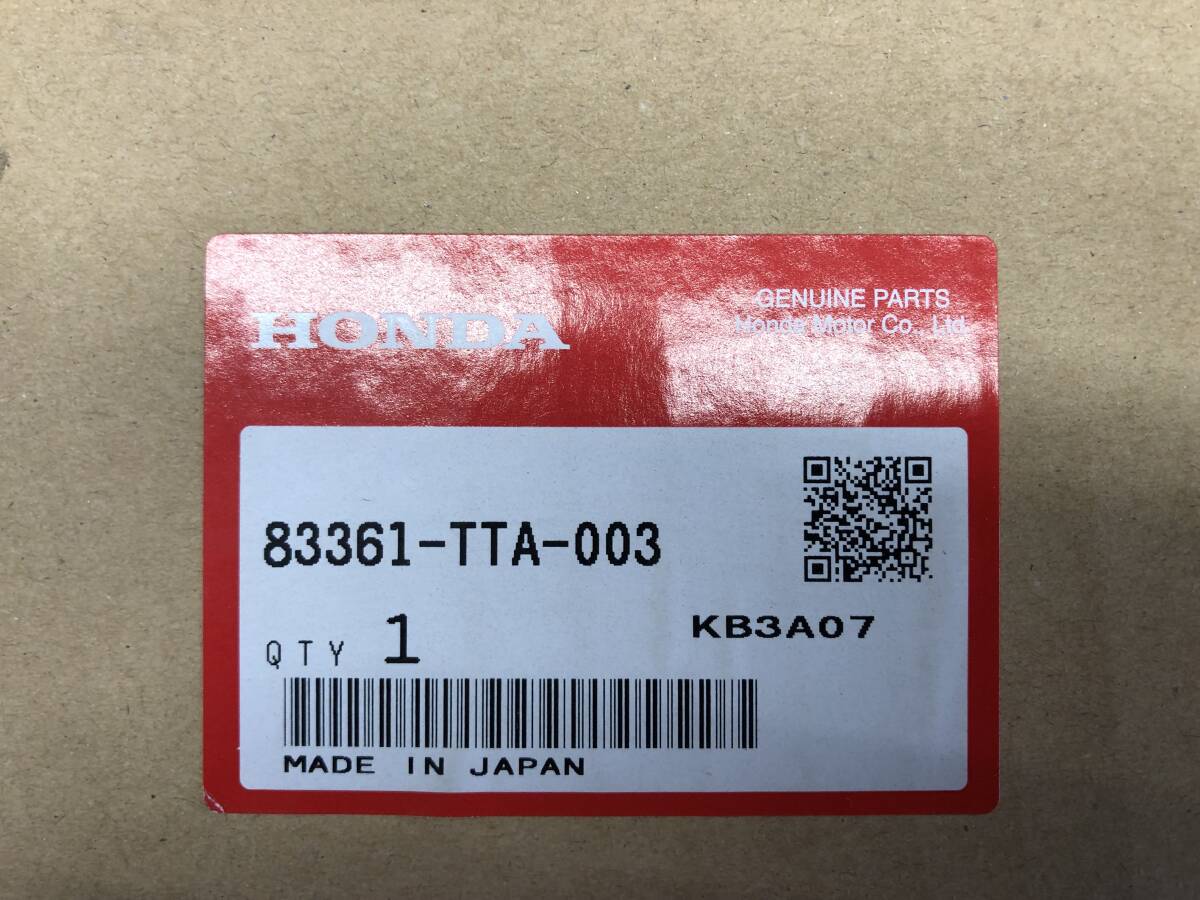 HONDA
GENUINE PARTS
Honda Motor Co., Ltd.
83361-TTA-003
QTY 1
KB3A07
MADE IN JAPAN